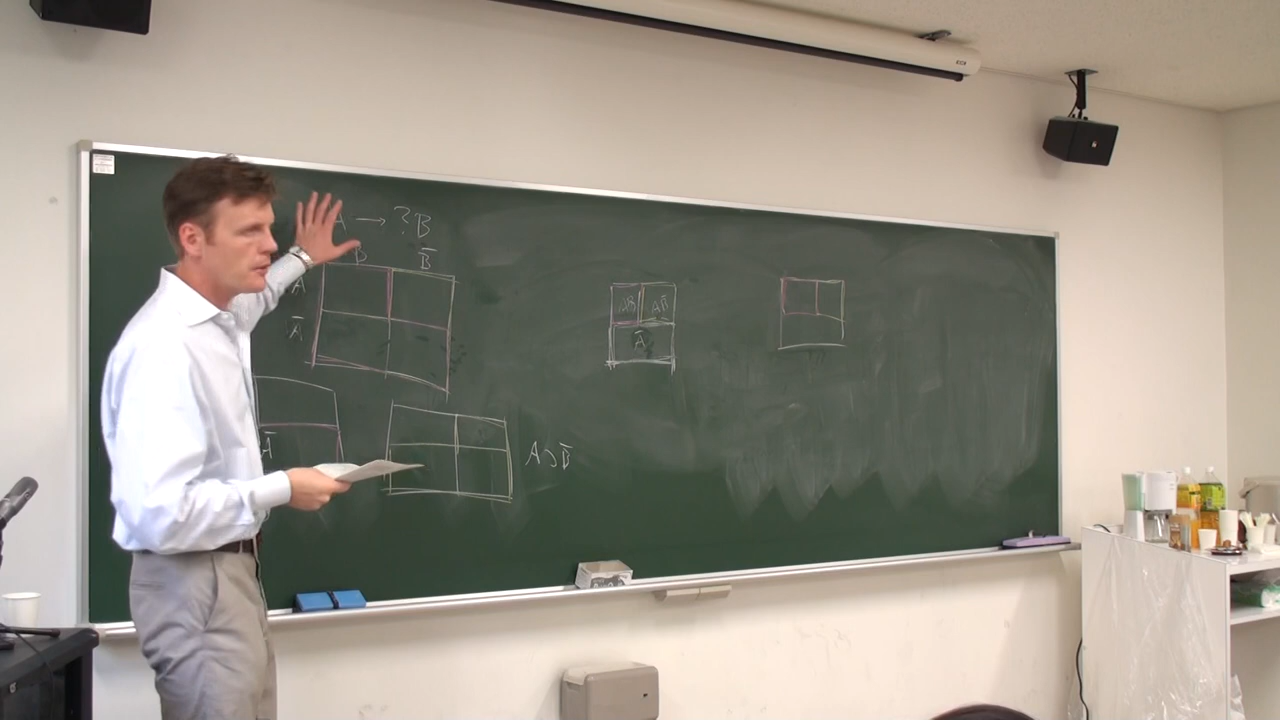 A → ? B
B B̅
A
A̅
A̅
A ⊃ B̅
AB AB̅
A̅